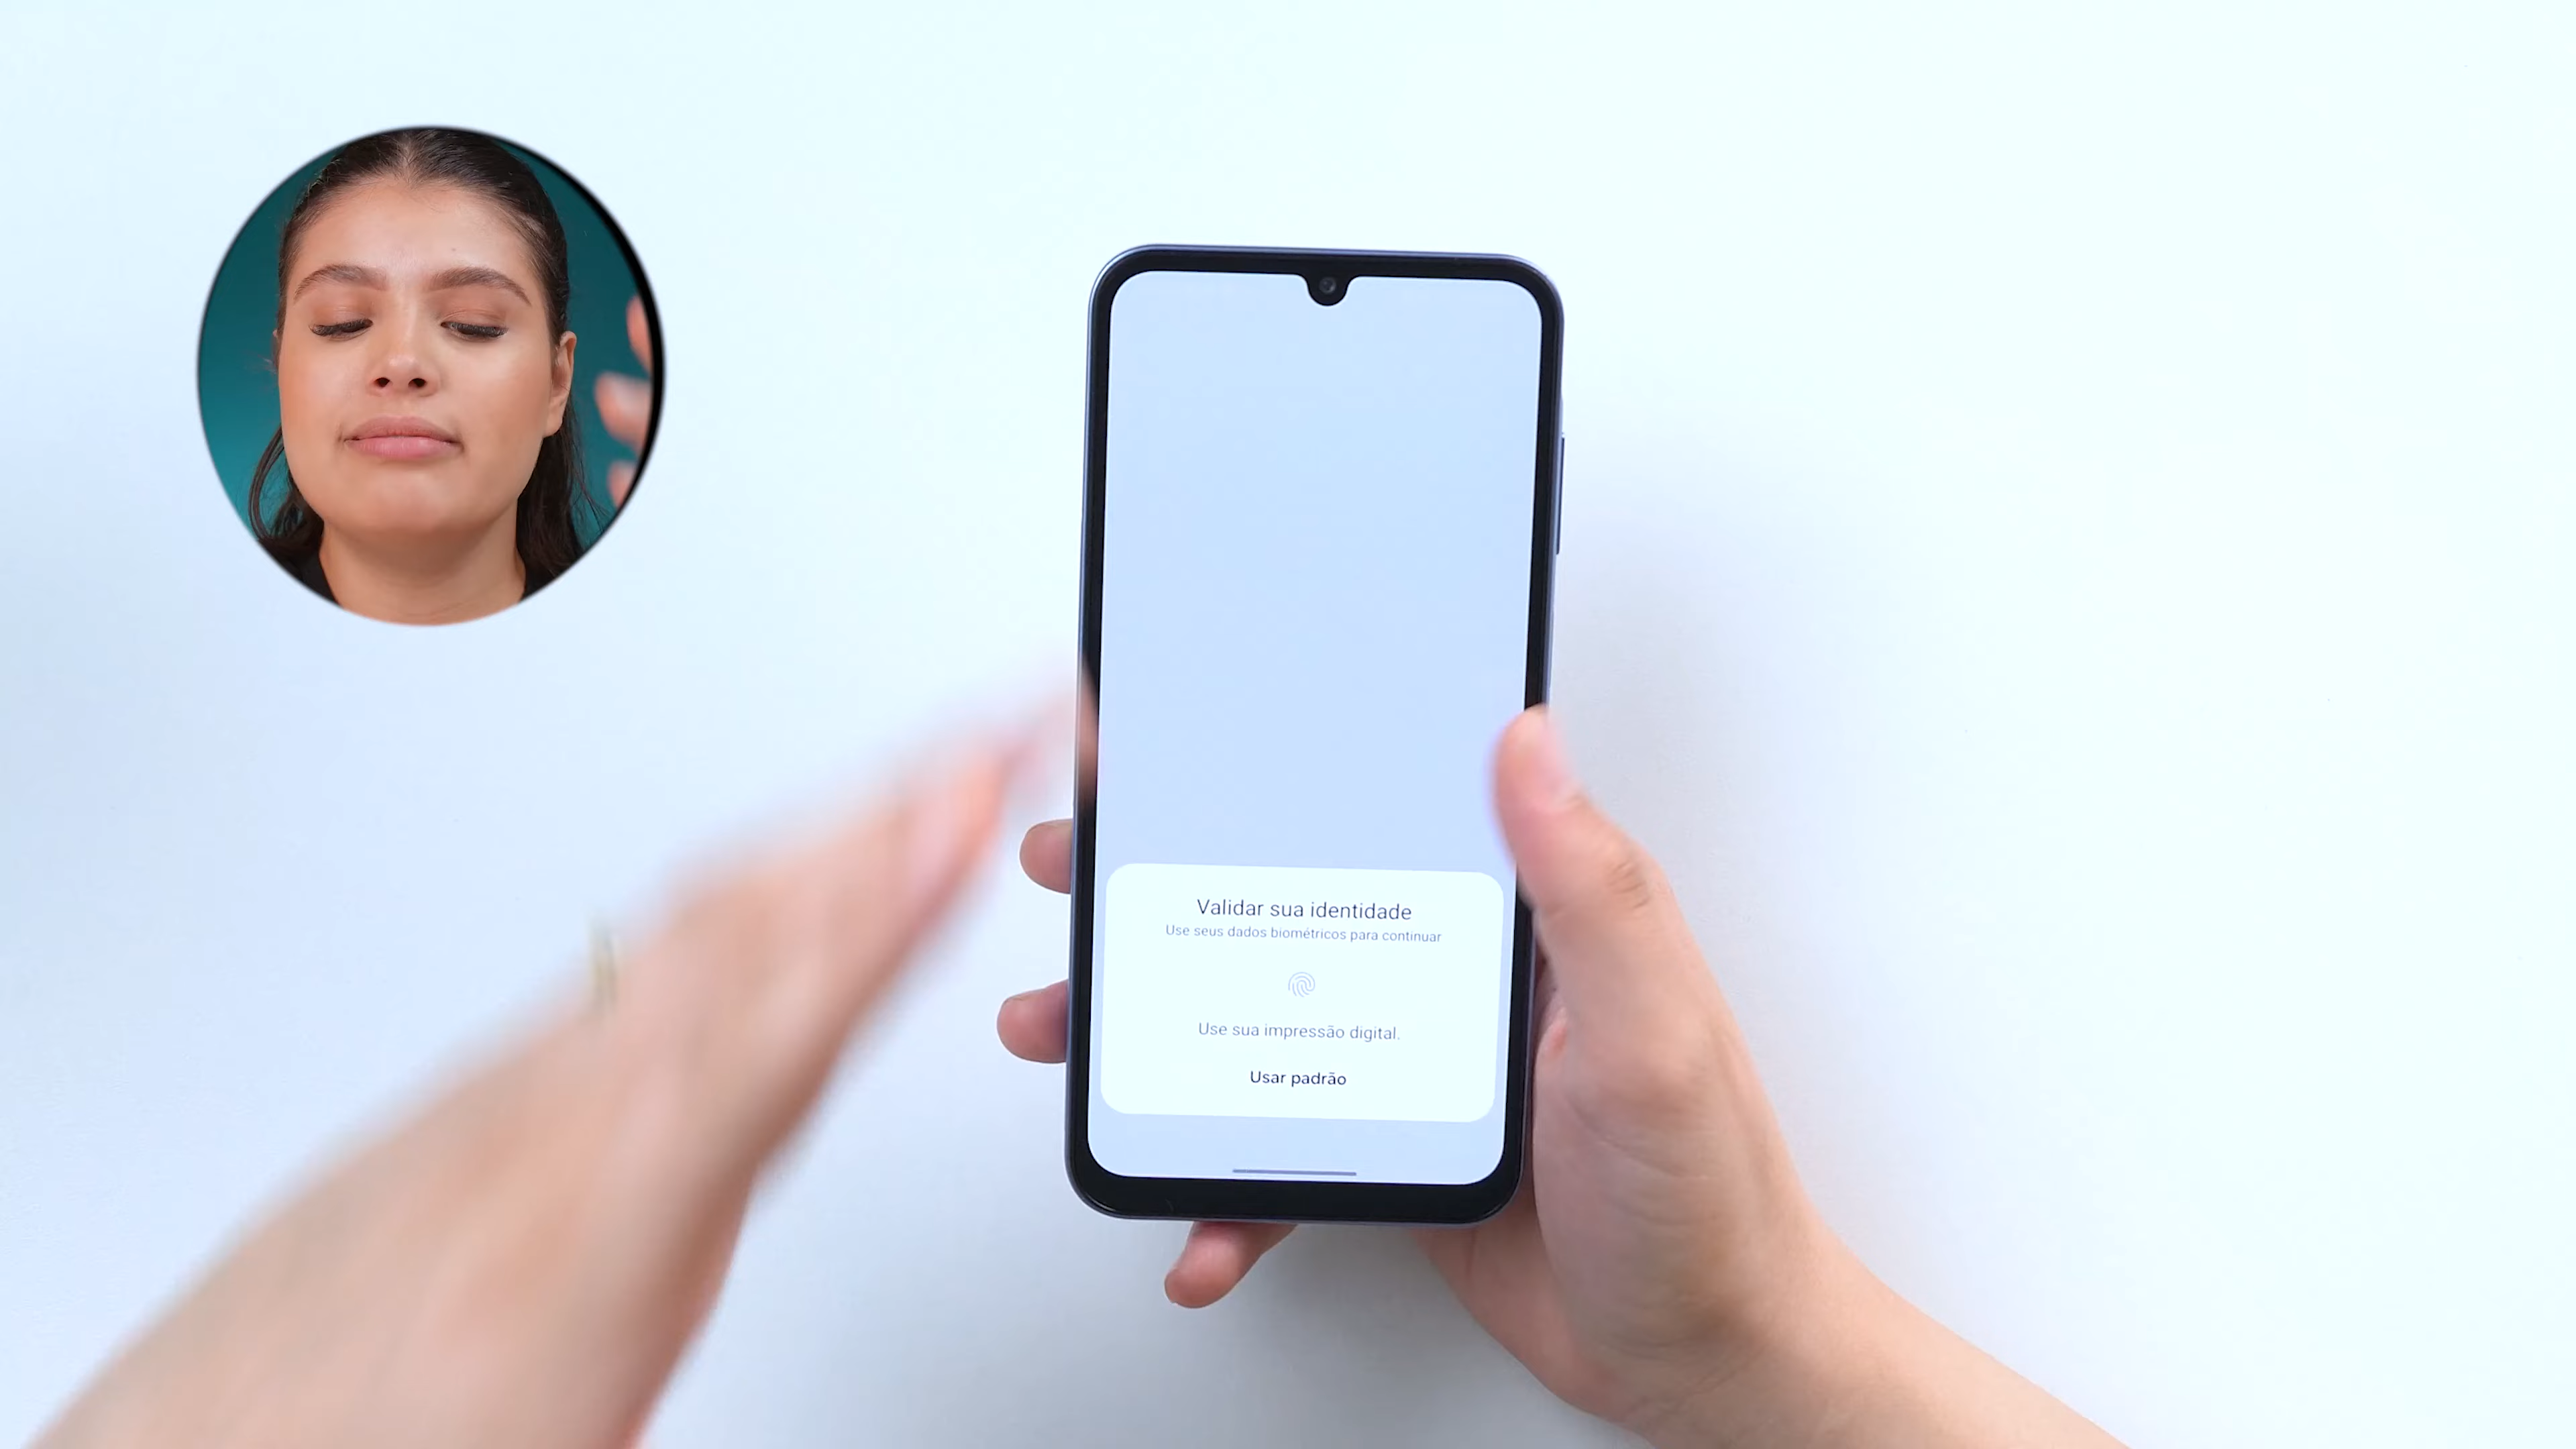 Validar sua identidade
Use seus dados biométricos para continuar
Use sua impressão digital.
Usar padrão